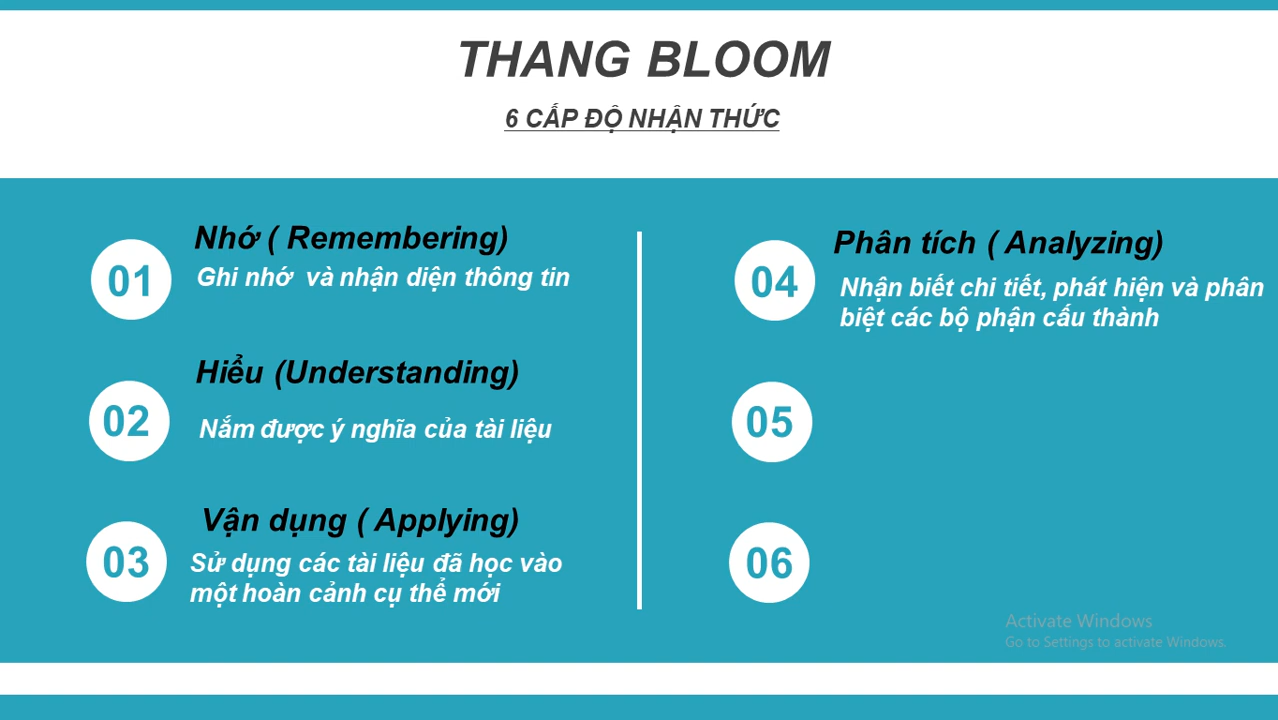 THANG BLOOM
6 CẤP ĐỘ NHẬN THỨC
01
Nhớ ( Remembering)
Ghi nhớ và nhận diện thông tin
02
Hiểu (Understanding)
Nắm được ý nghĩa của tài liệu
03
Vận dụng ( Applying)
Sử dụng các tài liệu đã học vào
một hoàn cảnh cụ thể mới
04
Phân tích ( Analyzing)
Nhận biết chi tiết, phát hiện và phân
biệt các bộ phận cấu thành
05
06
Activate Windows
Go to Settings to activate Windows.